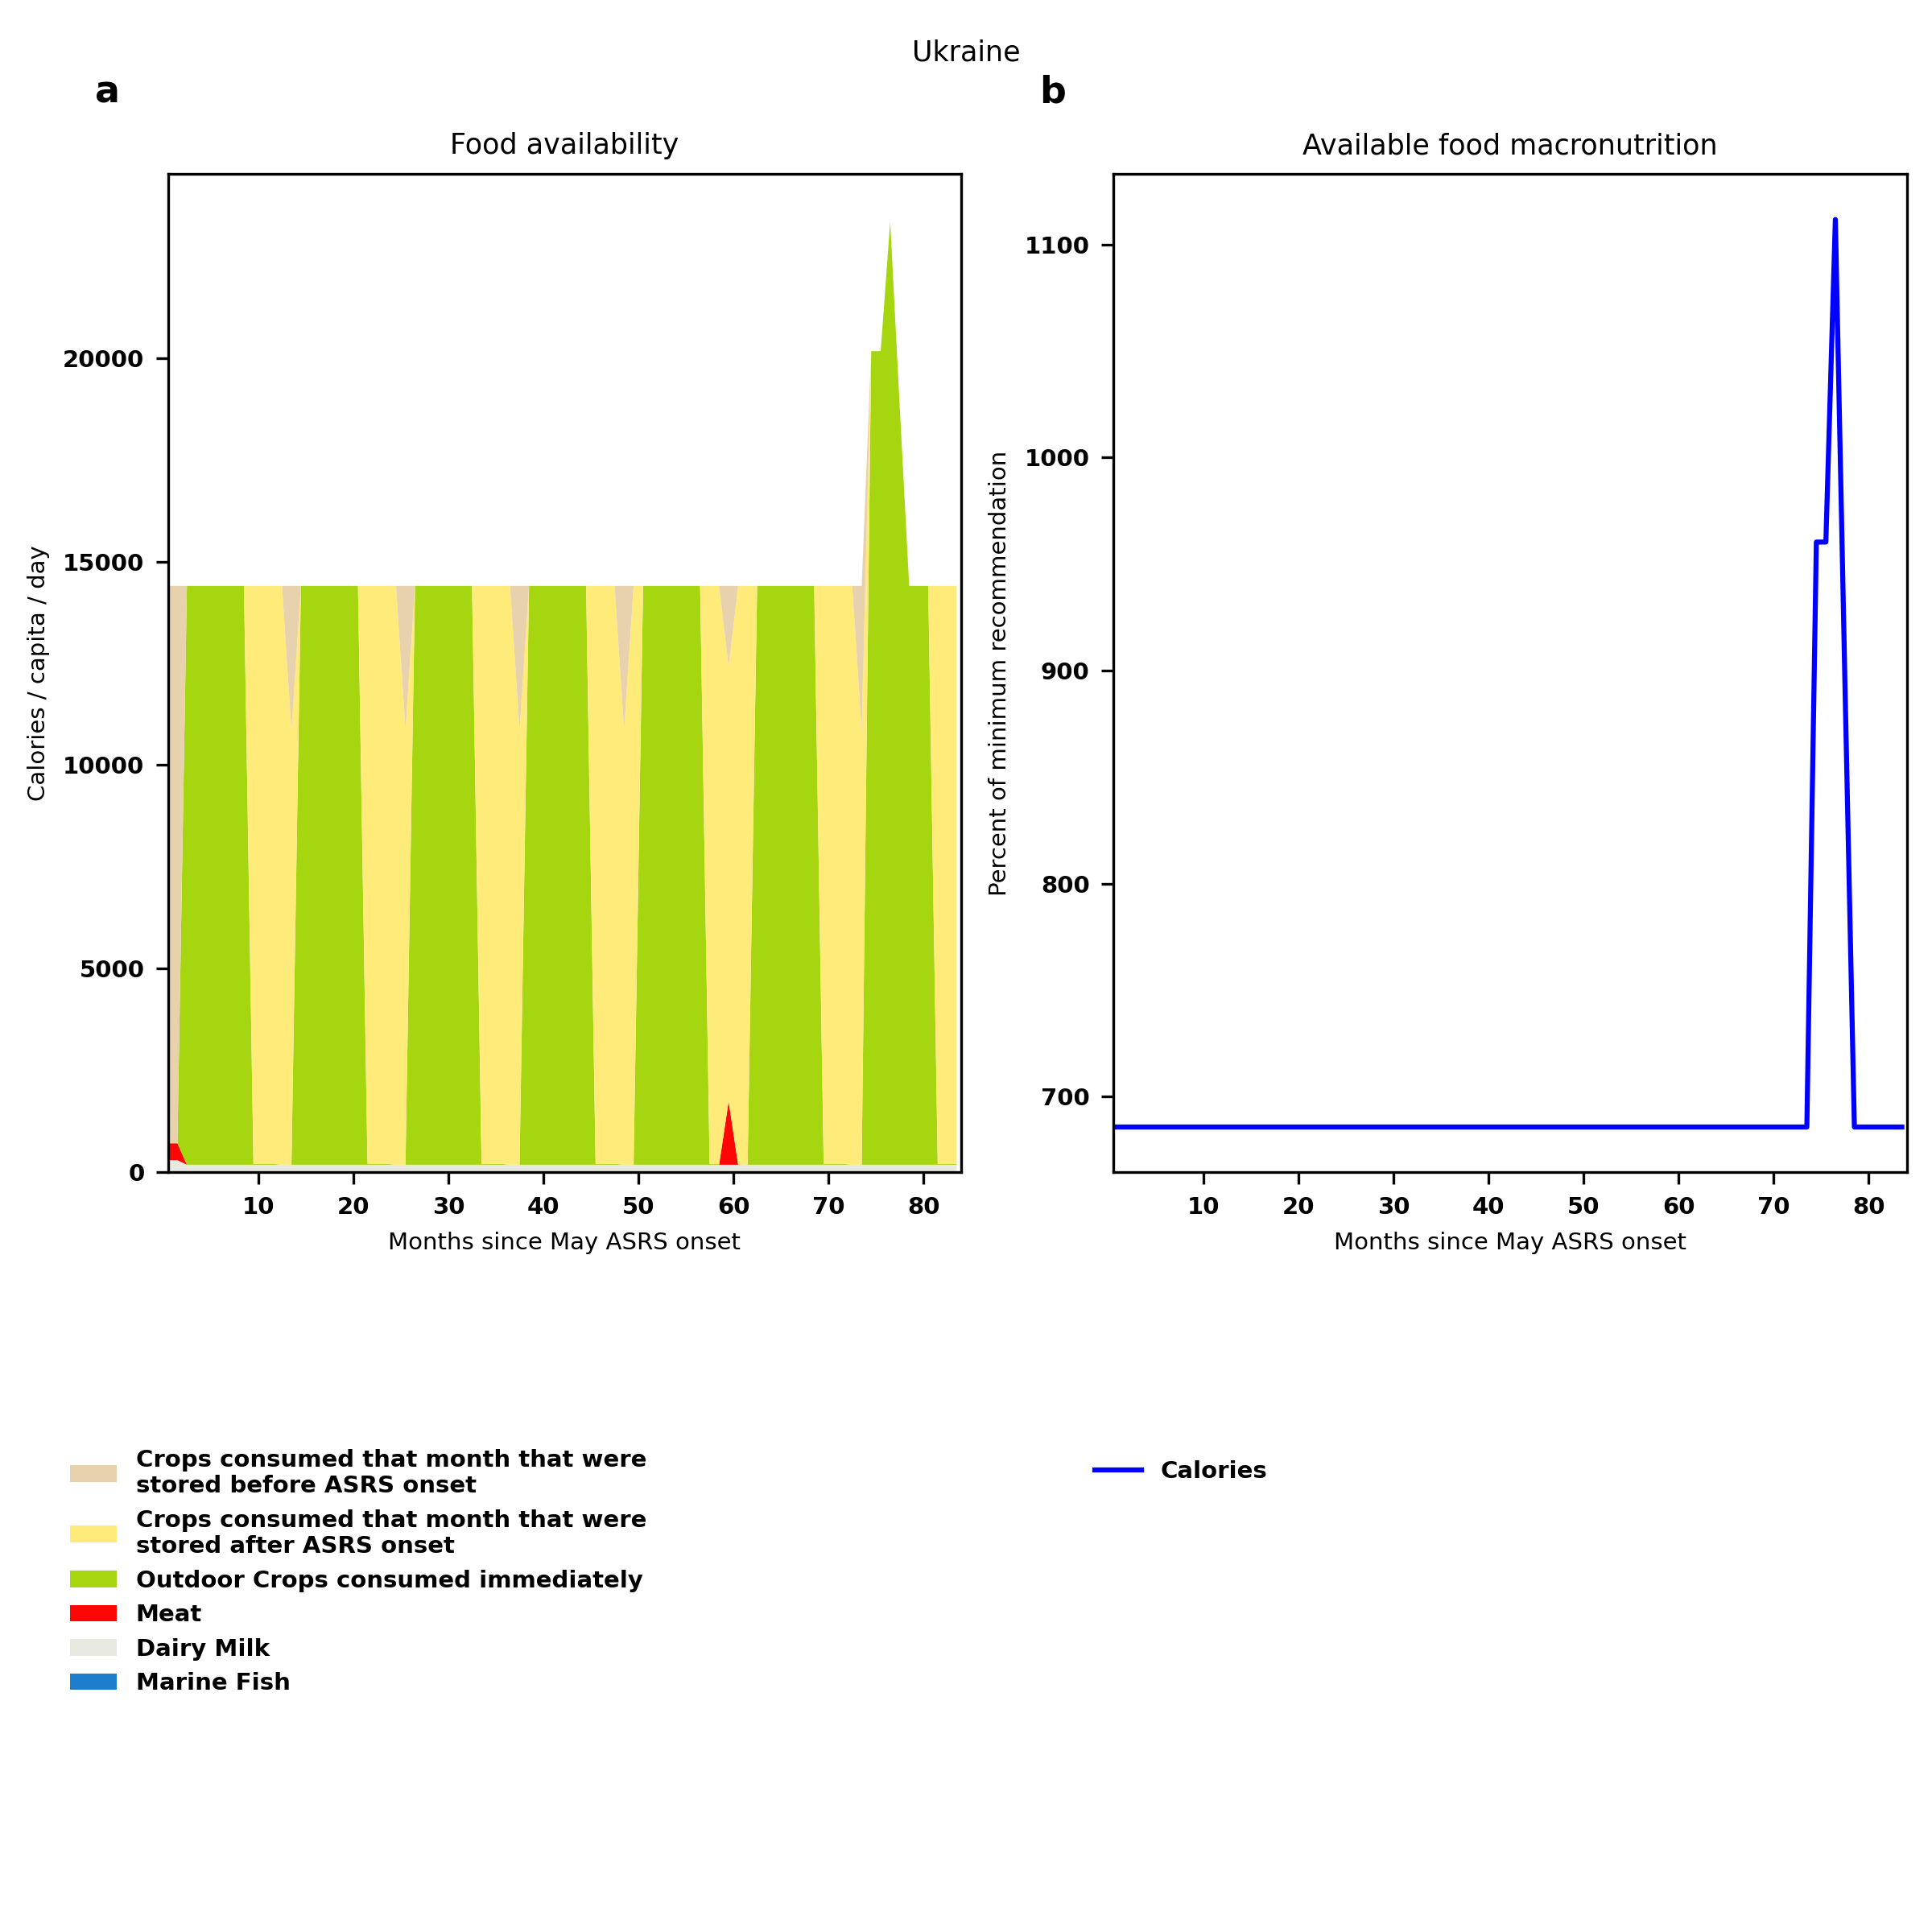 Ukraine
a
Food availability
Calories / capita / day
20000
15000
10000
5000
0
10 20 30 40 50 60 70 80
Months since May ASRS onset
b
Available food macronutrition
Percent of minimum recommendation
1100
1000
900
800
700
10 20 30 40 50 60 70 80
Months since May ASRS onset
Crops consumed that month that were
stored before ASRS onset
Crops consumed that month that were
stored after ASRS onset
Outdoor Crops consumed immediately
Meat
Dairy Milk
Marine Fish
Calories